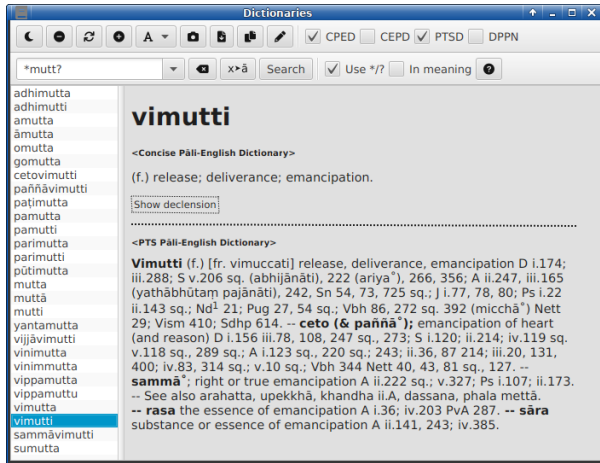 Dictionaries
A
CPED CEPD PTSD DPPN
*mutt?
x➤ā Search Use */? In meaning
adhimutta
adhimutti
amutta
āmutta
omutta
gomutta
cetovimutti
paññāvimutti
paṭimutta
pamutta
pamutti
parimutta
parimutti
pūtimutta
mutta
muttā
mutti
yantamutta
vijjāvimutti
vinimutta
vinimmutta
vippamutta
vippamuttu
vimutta
vimutti
sammāvimutti
sumutta
vimutti
<Concise Pāli-English Dictionary>
(f.) release; deliverance; emancipation.
Show declension
<PTS Pāli-English Dictionary>
Vimutti (f.) [fr. vimuccati] release, deliverance, emancipation D i.174;
iii.288; S v.206 sq. (abhijānāti), 222 (ariya˚), 266, 356; A ii.247, iii.165
(yathābhūtaṃ pajānāti), 242, Sn 54, 73, 725 sq.; J i.77, 78, 80; Ps i.22
ii.143 sq.; Nd¹ 21; Pug 27, 54 sq.; Vbh 86, 272 sq. 392 (micchā˚) Nett
29; Vism 410; Sdhp 614. -- ceto (& paññā˚); emancipation of heart
(and reason) D i.156 iii.78, 108, 247 sq., 273; S i.120; ii.214; iv.119 sq.
v.118 sq., 289 sq.; A i.123 sq., 220 sq.; 243; ii.36, 87 214; iii.20, 131,
400; iv.83, 314 sq.; v.10 sq.; Vbh 344 Nett 40, 43, 81 sq., 127. --
sammā˚; right or true emancipation A ii.222 sq.; v.327; Ps i.107; ii.173.
-- See also arahatta, upekkhā, khandha ii.A, dassana, phala mettā.
-- rasa the essence of emancipation A i.36; iv.203 PvA 287. -- sāra
substance or essence of emancipation A ii.141, 243; iv.385.